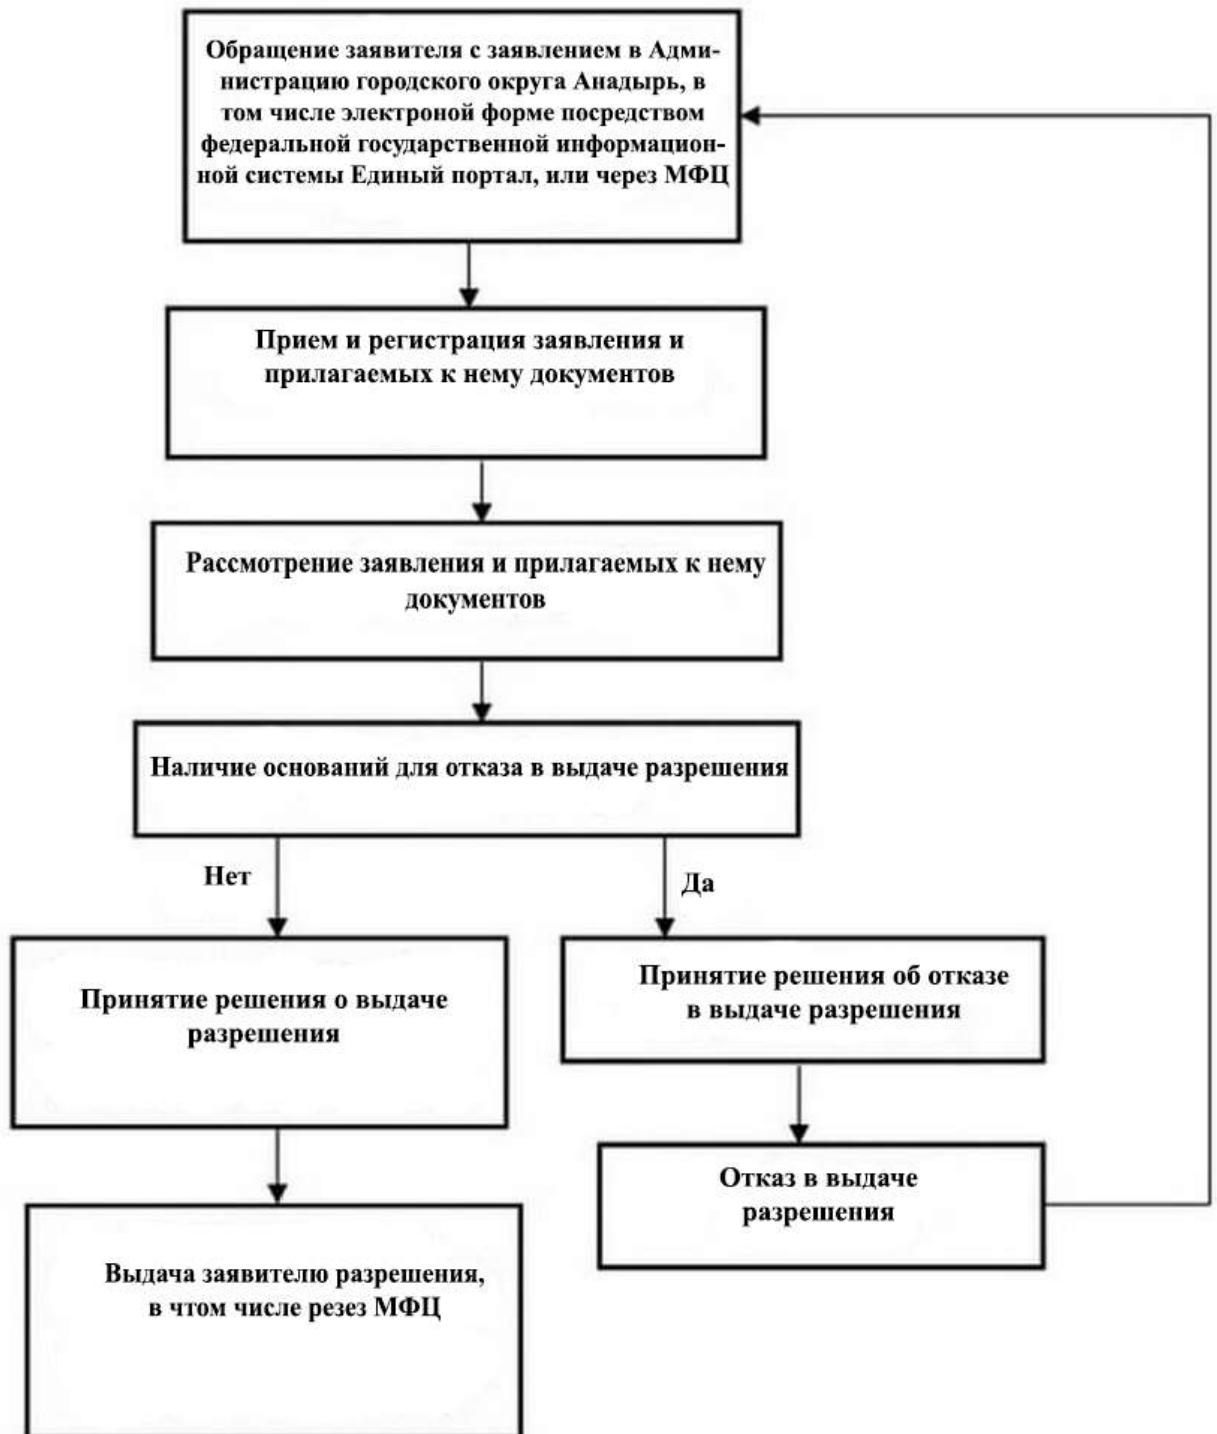 Обращение заявителя с заявлением в Адми-
нистрацию городского округа Анадырь, в
том числе электроной форме посредством
федеральной государственной информацион-
ной системы Единый портал, или через МФЦ
Прием и регистрация заявления и
прилагаемых к нему документов
Рассмотрение заявления и прилагаемых к нему
документов
Наличие оснований для отказа в выдаче разрешения
Нет
Да
Принятие решения о выдаче
разрешения
Принятие решения об отказе
в выдаче разрешения
Отказ в выдаче
разрешения
Выдача заявителю разрешения,
в чтом числе резез МФЦ